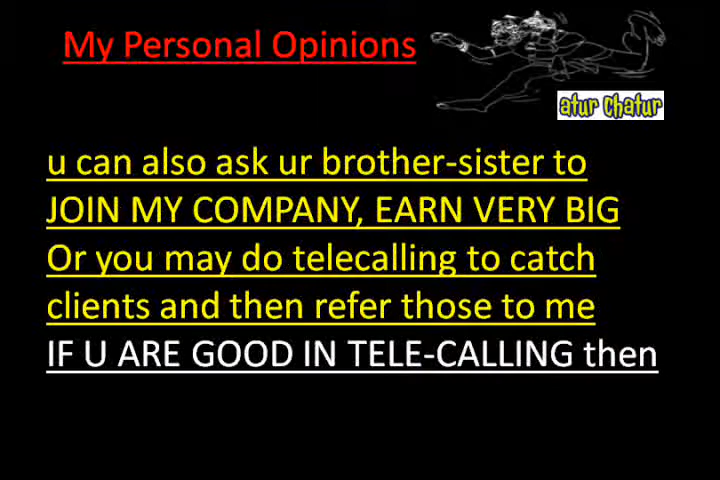 My Personal Opinions
atur chatur
u can also ask ur brother-sister to
JOIN MY COMPANY, EARN VERY BIG
Or you may do telecalling to catch
clients and then refer those to me
IF U ARE GOOD IN TELE-CALLING then